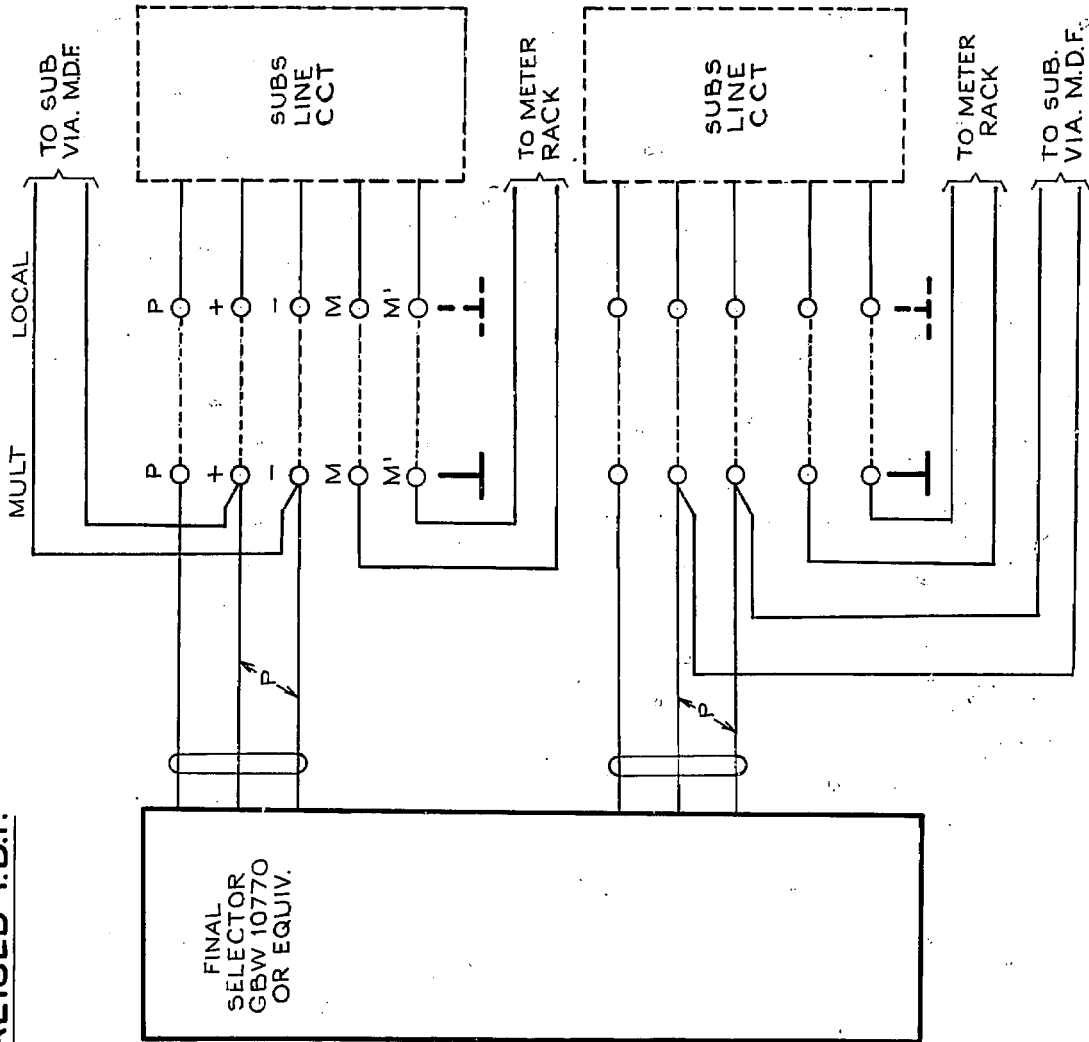 TO SUB
VIA. M.D.F.
SUBS
LINE
CCT
TO METER
RACK
SUBS
LINE
CCT
TO METER
RACK
TO SUB.
VIA. M.D.F.
LOCAL
P
+
−
M
M'
MULT
P
+
−
M
M'
P
P
FINAL
SELECTOR
GBW 10770
OR EQUIV.